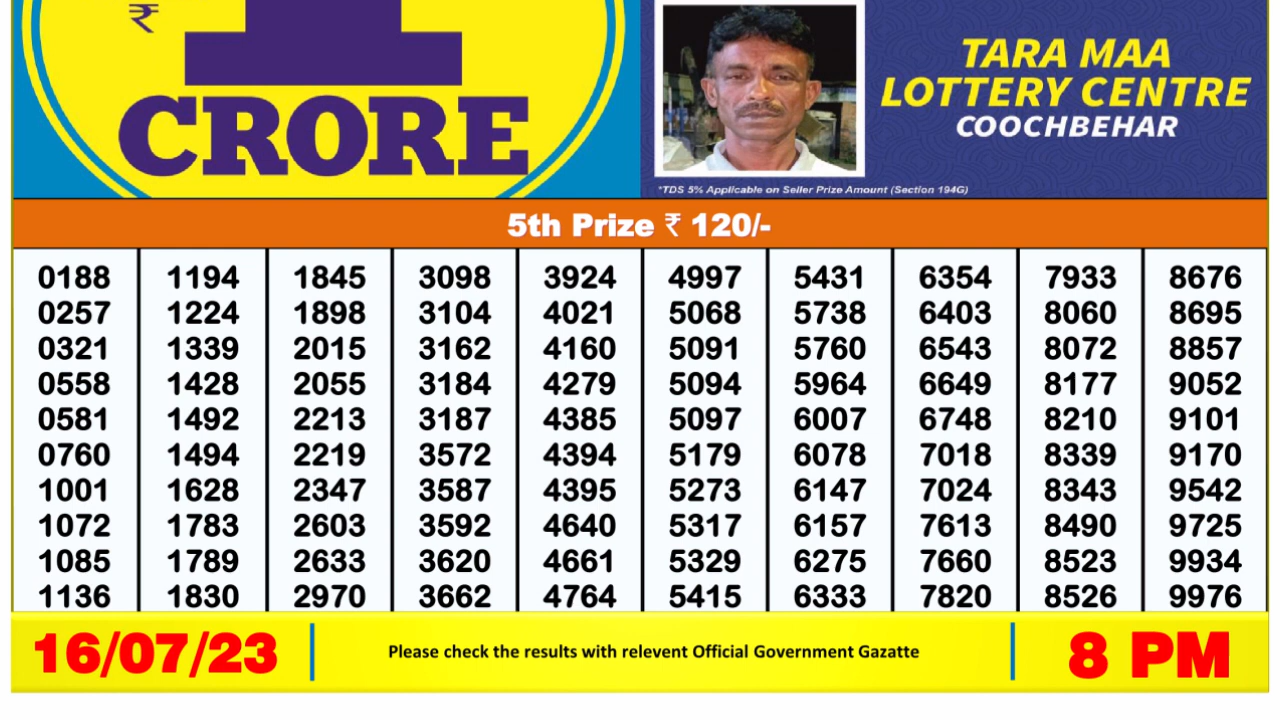 ₹
CRORE
TARA MAA
LOTTERY CENTRE
COOCHBEHAR
*TDS 5% Applicable on Seller Prize Amount (Section 194G)
5th Prize ₹ 120/-
0188 1194 1845 3098 3924 4997 5431 6354 7933 8676
0257 1224 1898 3104 4021 5068 5738 6403 8060 8695
0321 1339 2015 3162 4160 5091 5760 6543 8072 8857
0558 1428 2055 3184 4279 5094 5964 6649 8177 9052
0581 1492 2213 3187 4385 5097 6007 6748 8210 9101
0760 1494 2219 3572 4394 5179 6078 7018 8339 9170
1001 1628 2347 3587 4395 5273 6147 7024 8343 9542
1072 1783 2603 3592 4640 5317 6157 7613 8490 9725
1085 1789 2633 3620 4661 5329 6275 7660 8523 9934
1136 1830 2970 3662 4764 5415 6333 7820 8526 9976
16/07/23
Please check the results with relevent Official Government Gazatte
8 PM